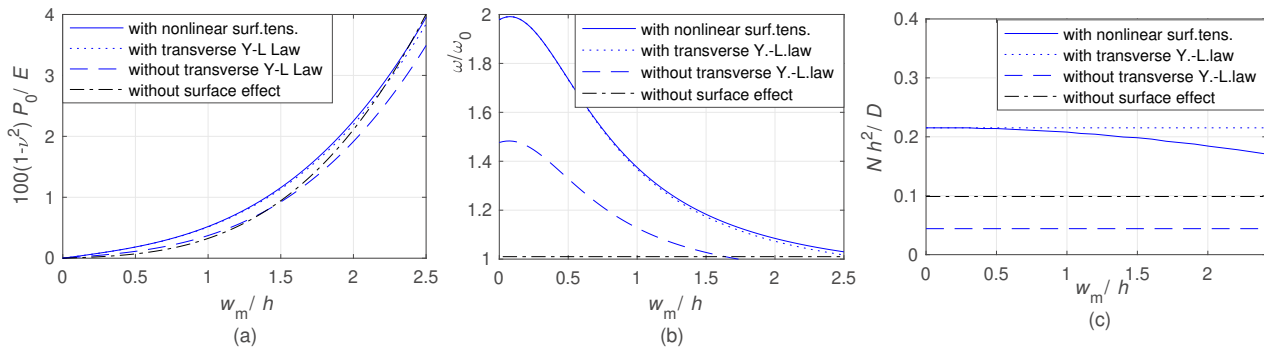 with nonlinear surf.tens.
with transverse Y-L Law
without transverse Y-L Law
without surface effect
100(1-ν²) P₀/ E
4
3
2
1
0
0 0.5 1 1.5 2 2.5
wₘ/ h
(a)
with nonlinear surf.tens.
with transverse Y.-L.law
without transverse Y.-L.law
without surface effect
ω/ω₀
2
1.8
1.6
1.4
1.2
1
0 0.5 1 1.5 2 2.5
wₘ/ h
(b)
with nonlinear surf.tens.
with transverse Y.-L.law
without transverse Y.-L.law
without surface effect
N h²/ D
0.4
0.3
0.2
0.1
0
0 0.5 1 1.5 2
wₘ/ h
(c)